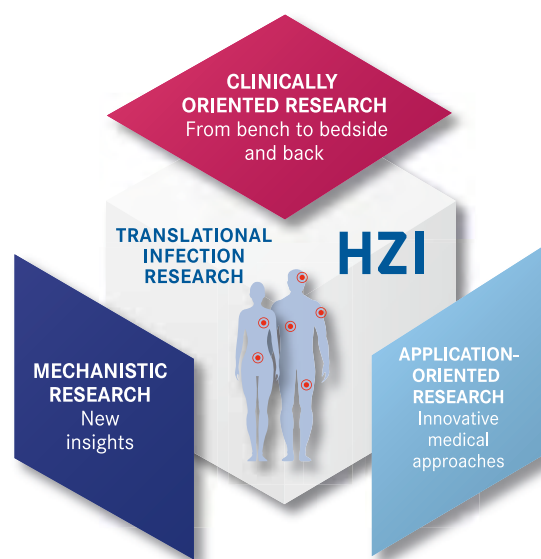 CLINICALLY
ORIENTED RESEARCH
From bench to bedside
and back
TRANSLATIONAL
INFECTION
RESEARCH
HZI
MECHANISTIC
RESEARCH
New
insights
APPLICATION-
ORIENTED
RESEARCH
Innovative
medical
approaches